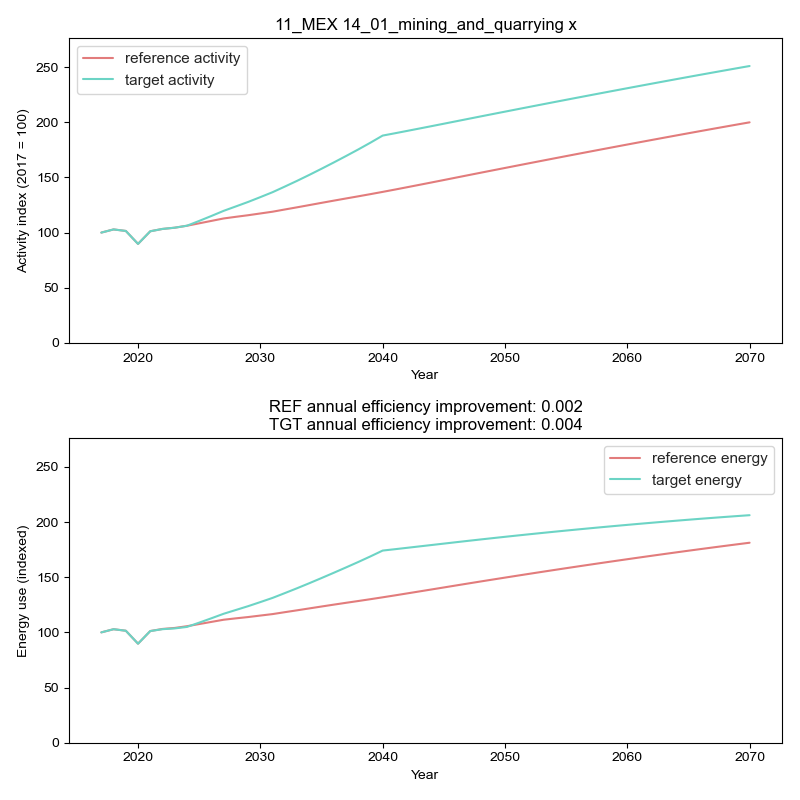 11_MEX 14_01_mining_and_quarrying x
reference activity
target activity
Activity index (2017 = 100)
250
200
150
100
50
0
2020 2030 2040 2050 2060 2070
Year
REF annual efficiency improvement: 0.002
TGT annual efficiency improvement: 0.004
reference energy
target energy
Energy use (indexed)
250
200
150
100
50
0
2020 2030 2040 2050 2060 2070
Year